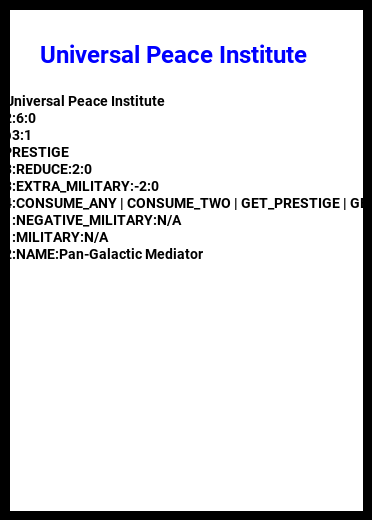 Universal Peace Institute
Universal Peace Institute
:6:0
3:1
PRESTIGE
:REDUCE:2:0
:EXTRA_MILITARY:-2:0
:CONSUME_ANY | CONSUME_TWO | GET_PRESTIGE |
:NEGATIVE_MILITARY:N/A
:MILITARY:N/A
:NAME:Pan-Galactic Mediator